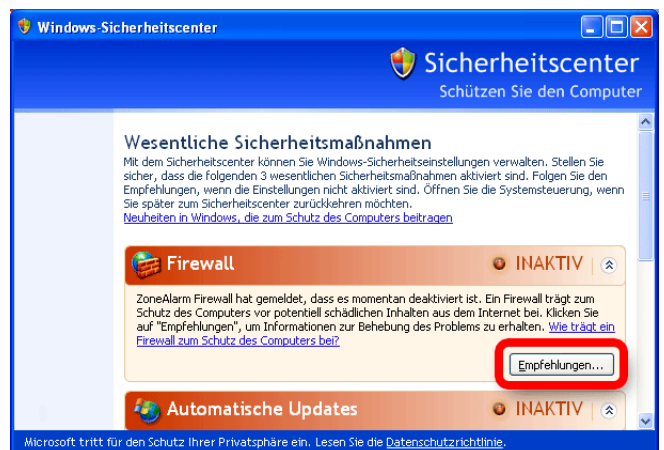 Windows-Sicherheitscenter
Sicherheitscenter
Schützen Sie den Computer
Wesentliche Sicherheitsmaßnahmen
Mit dem Sicherheitscenter können Sie Windows-Sicherheitseinstellungen verwalten. Stellen Sie
sicher, dass die folgenden 3 wesentlichen Sicherheitsmaßnahmen aktiviert sind. Folgen Sie den
Empfehlungen, wenn die Einstellungen nicht aktiviert sind. Öffnen Sie die Systemsteuerung, wenn
Sie später zum Sicherheitscenter zurückkehren möchten.
Neuheiten in Windows, die zum Schutz des Computers beitragen
Firewall INAKTIV
ZoneAlarm Firewall hat gemeldet, dass es momentan deaktiviert ist. Ein Firewall trägt zum
Schutz des Computers vor potentiell schädlichen Inhalten aus dem Internet bei. Klicken Sie
auf "Empfehlungen", um Informationen zur Behebung des Problems zu erhalten. Wie trägt ein
Firewall zum Schutz des Computers bei?
Empfehlungen...
Automatische Updates INAKTIV
Microsoft tritt für den Schutz Ihrer Privatsphäre ein. Lesen Sie die Datenschutzrichtlinie.